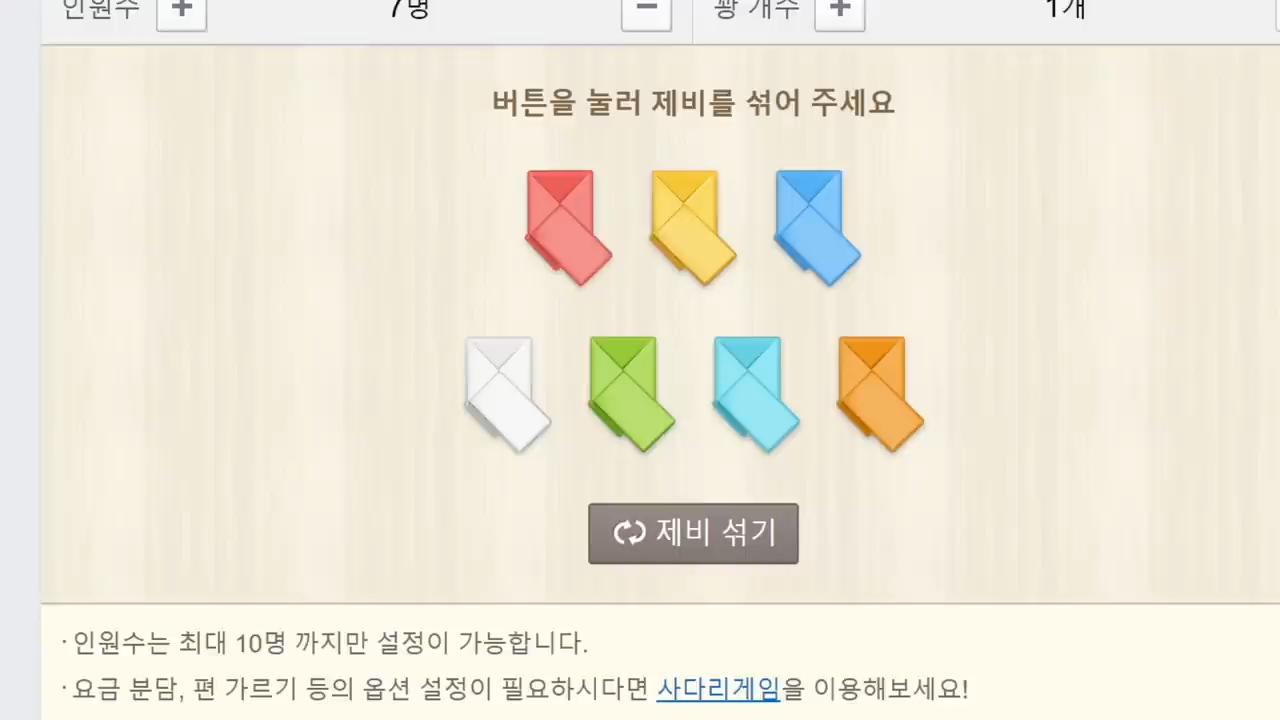 인원수 + 7명 − 꽝 개수 + 1개
버튼을 눌러 제비를 섞어 주세요
제비 섞기
· 인원수는 최대 10명 까지만 설정이 가능합니다.
· 요금 분담, 편 가르기 등의 옵션 설정이 필요하시다면 사다리게임을 이용해보세요!